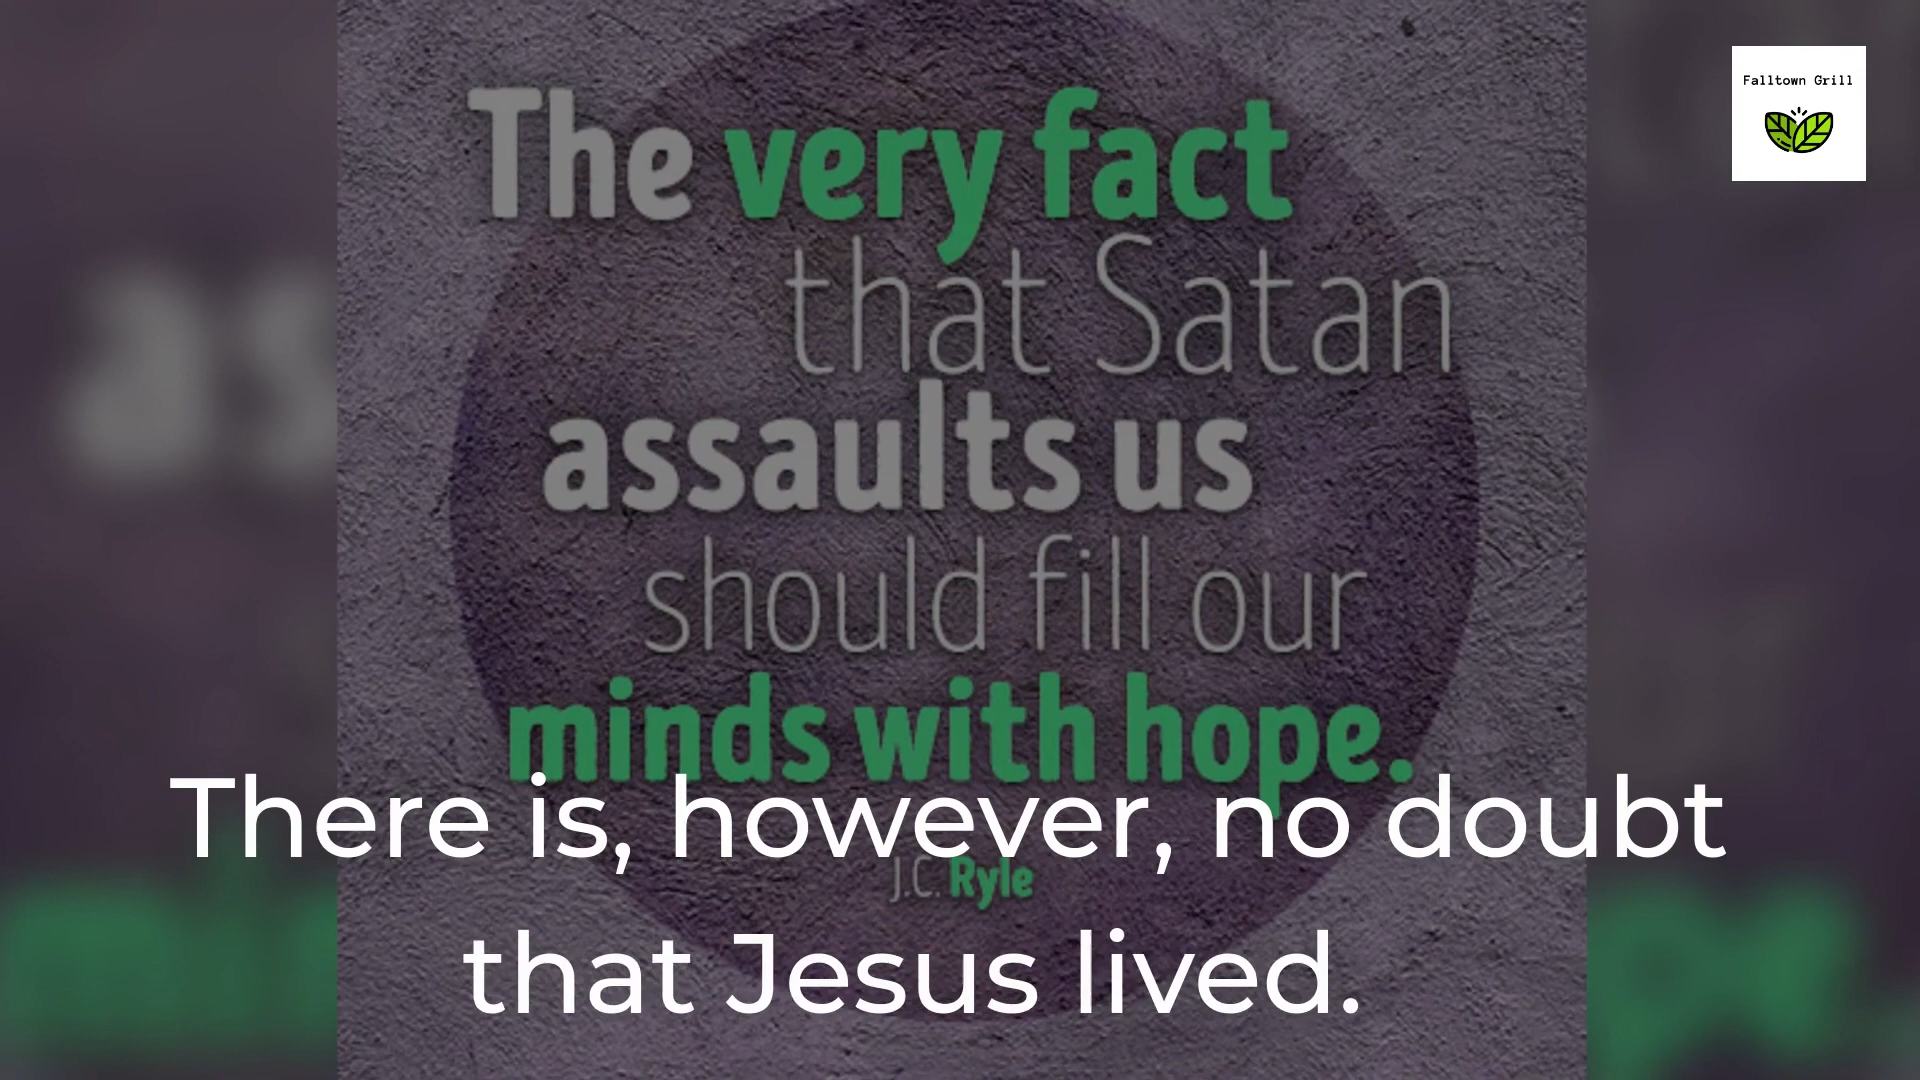 Falltown Grill
The very fact
that Satan
assaults us
should fill our
minds with hope.
There is, however, no doubt
J.C. Ryle
that Jesus lived.